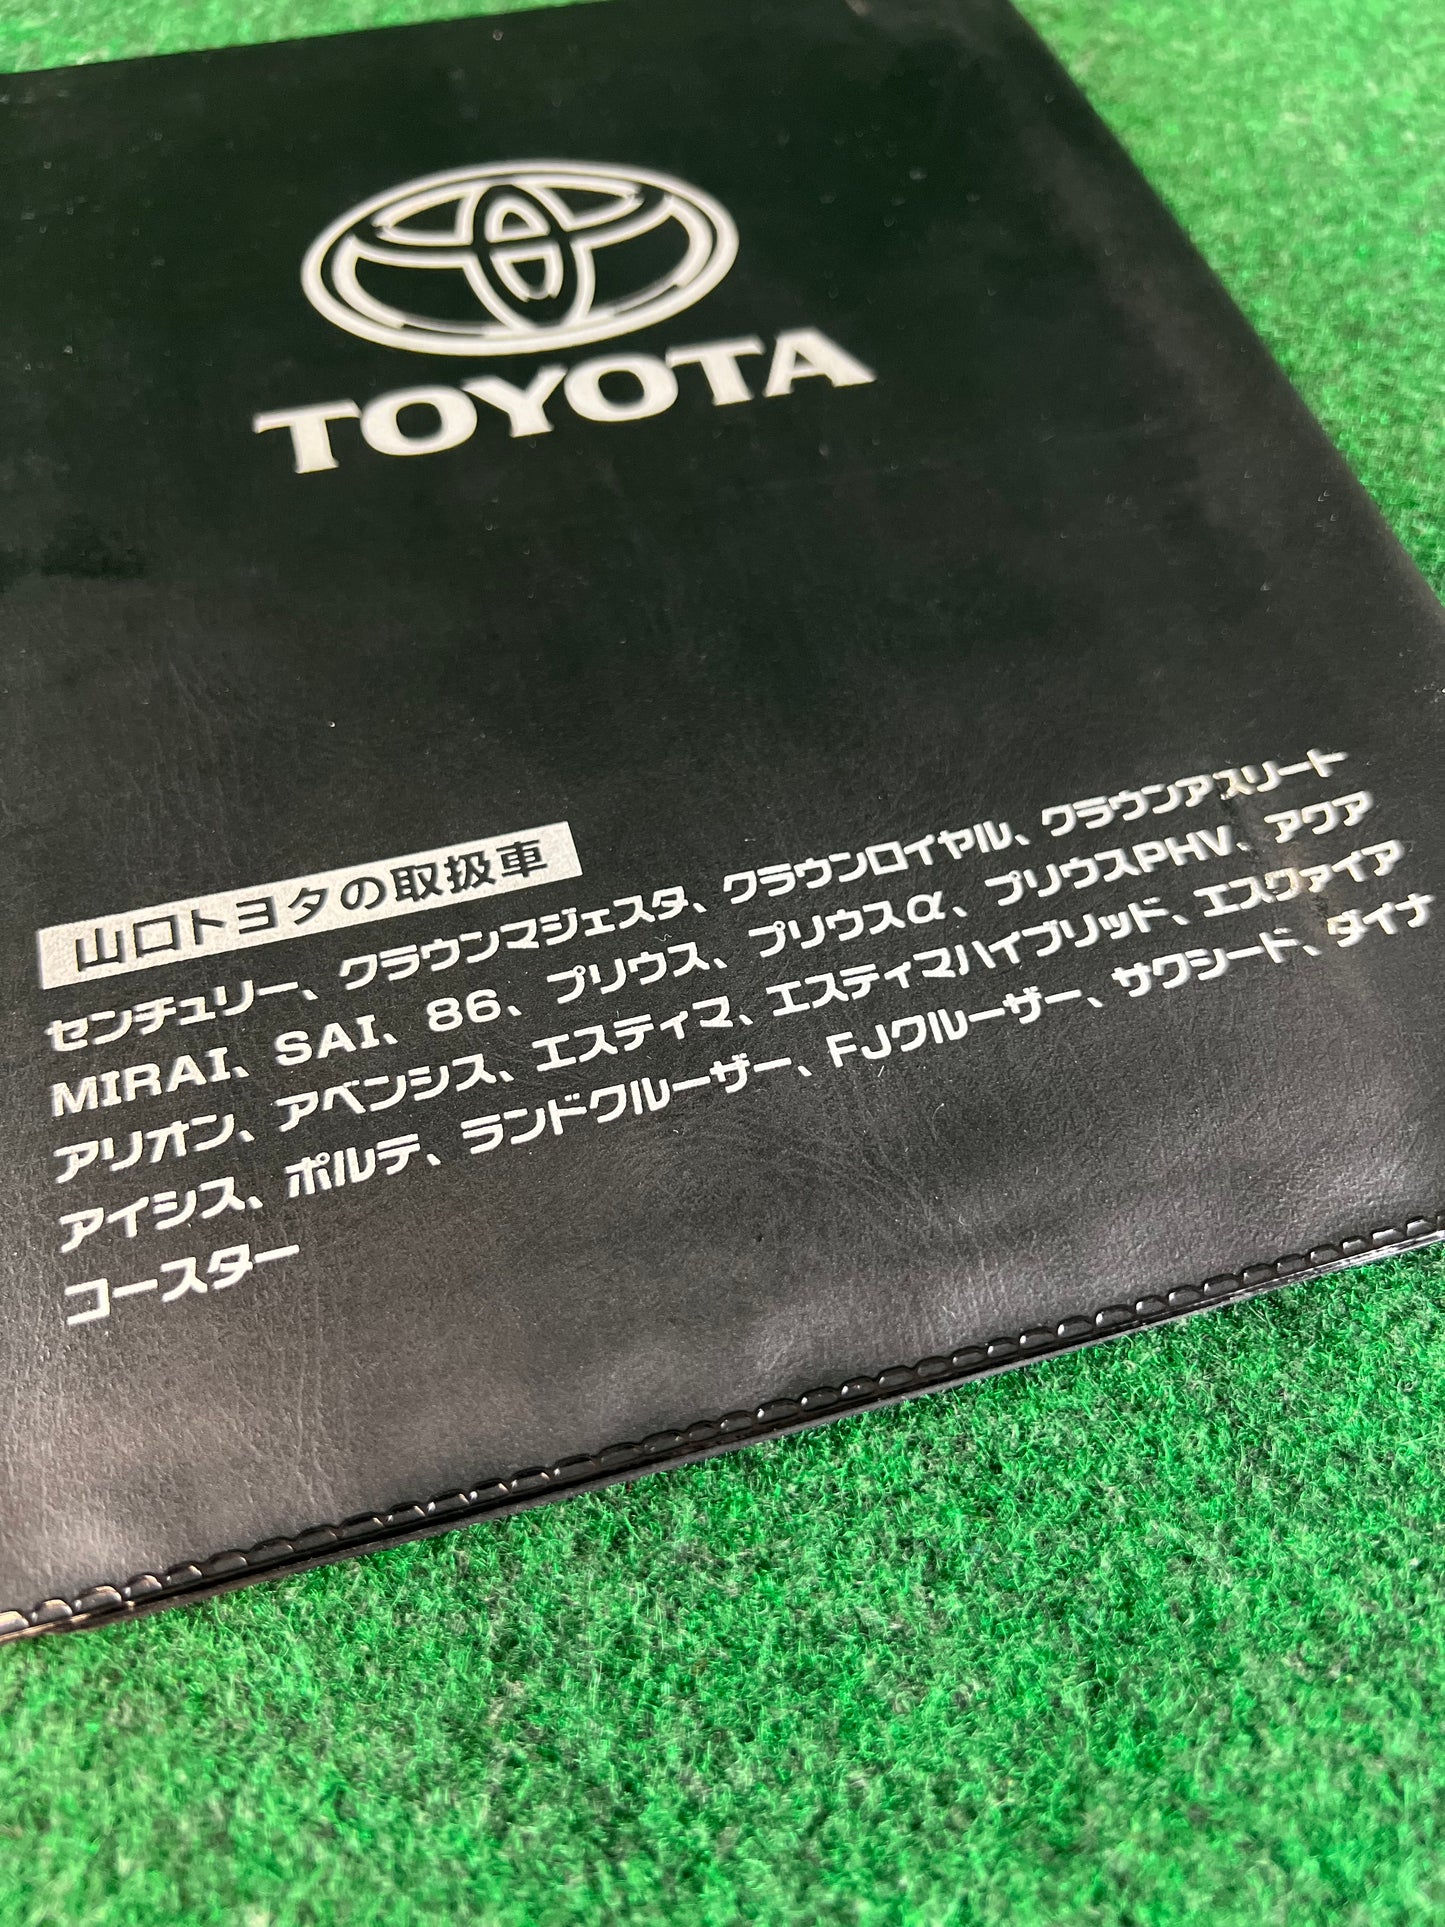 TOYOTA
山口トヨタの取扱車
センチュリー、クラウンマジェスタ、クラウンロイヤル、クラウンアスリート
MIRAI、SAI、86、プリウス、プリウスα、プリウスPHV、アクア
アリオン、アベンシス、エスティマ、エスティマハイブリッド、エスクァイア
アイシス、ポルテ、ランドクルーザー、FJクルーザー、サクシード、ダイナ
コースター